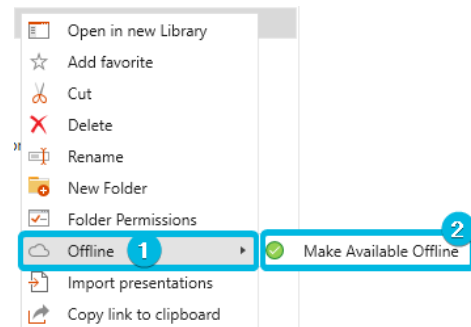 Open in new Library
Add favorite
Cut
Delete
Rename
New Folder
Folder Permissions
Offline 1
2
Make Available Offline
Import presentations
Copy link to clipboard